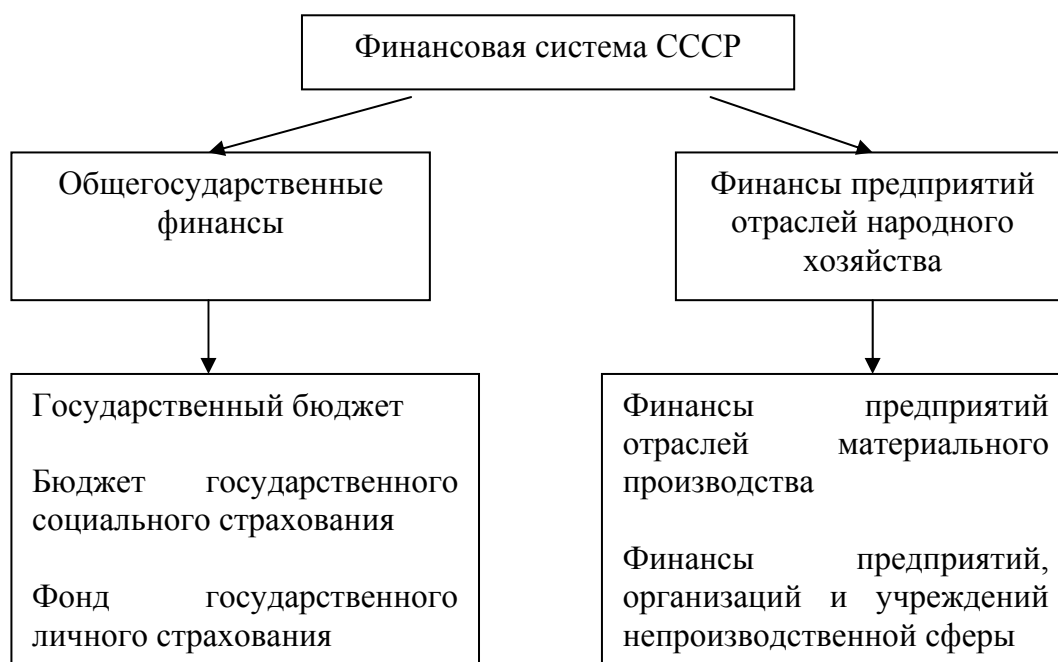 Финансовая система СССР
Общегосударственные
финансы
Финансы предприятий
отраслей народного
хозяйства
Государственный бюджет
Бюджет государственного
социального страхования
Фонд государственного
личного страхования
Финансы предприятий
отраслей материального
производства
Финансы предприятий,
организаций и учреждений
непроизводственной сферы